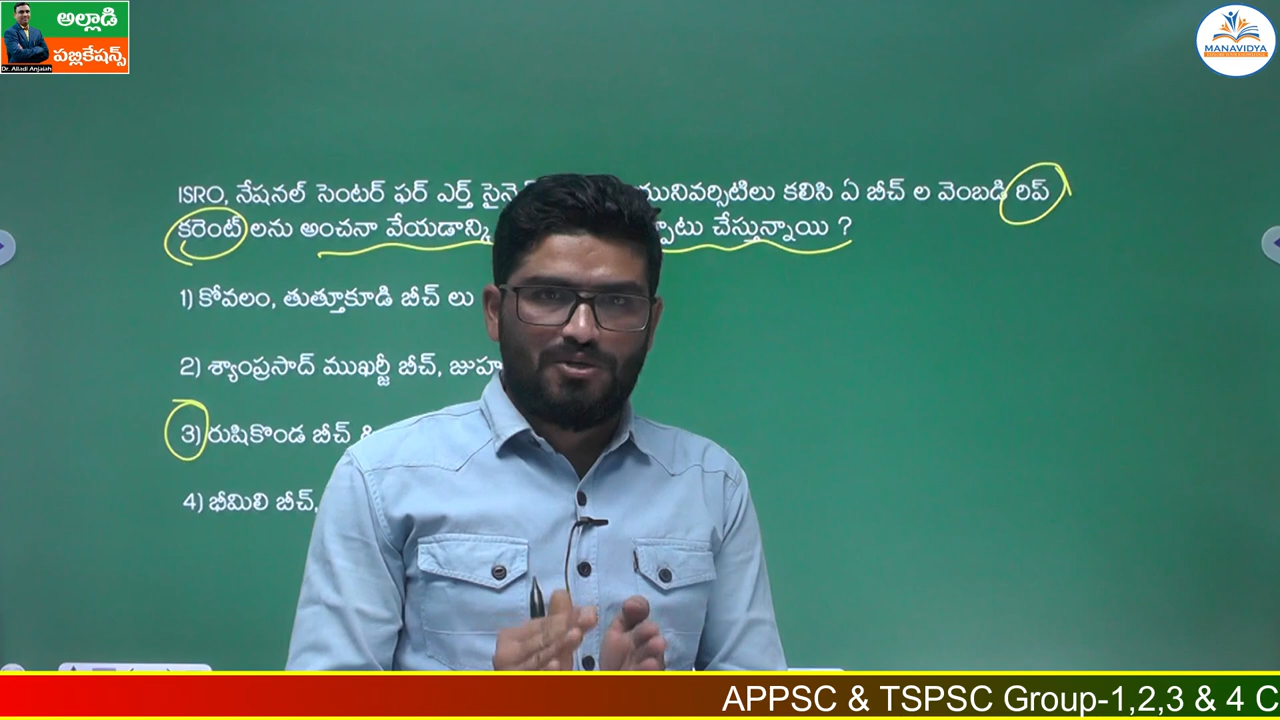 అల్లాడి
పబ్లికేషన్స్
Dr. Alladi Anjaiah
MANAVIDYA
ISRO, నేషనల్ సెంటర్ ఫర్ ఎర్త్ యునివర్సిటీలు కలిసి ఏ బీచ్ ల వెంబడి రిప్
కరెంట్ లను అంచనా వేయడానికి చేస్తున్నాయి ?
1) కోవలం, తుత్తూకూడి బీచ్ లు
2) శ్యాంప్రసాద్ ముఖర్జీ బీచ్,
3) రుషికొండ బీచ్
4) భీమిలి బీచ్,
APPSC & TSPSC Group-1,2,3 & 4 C